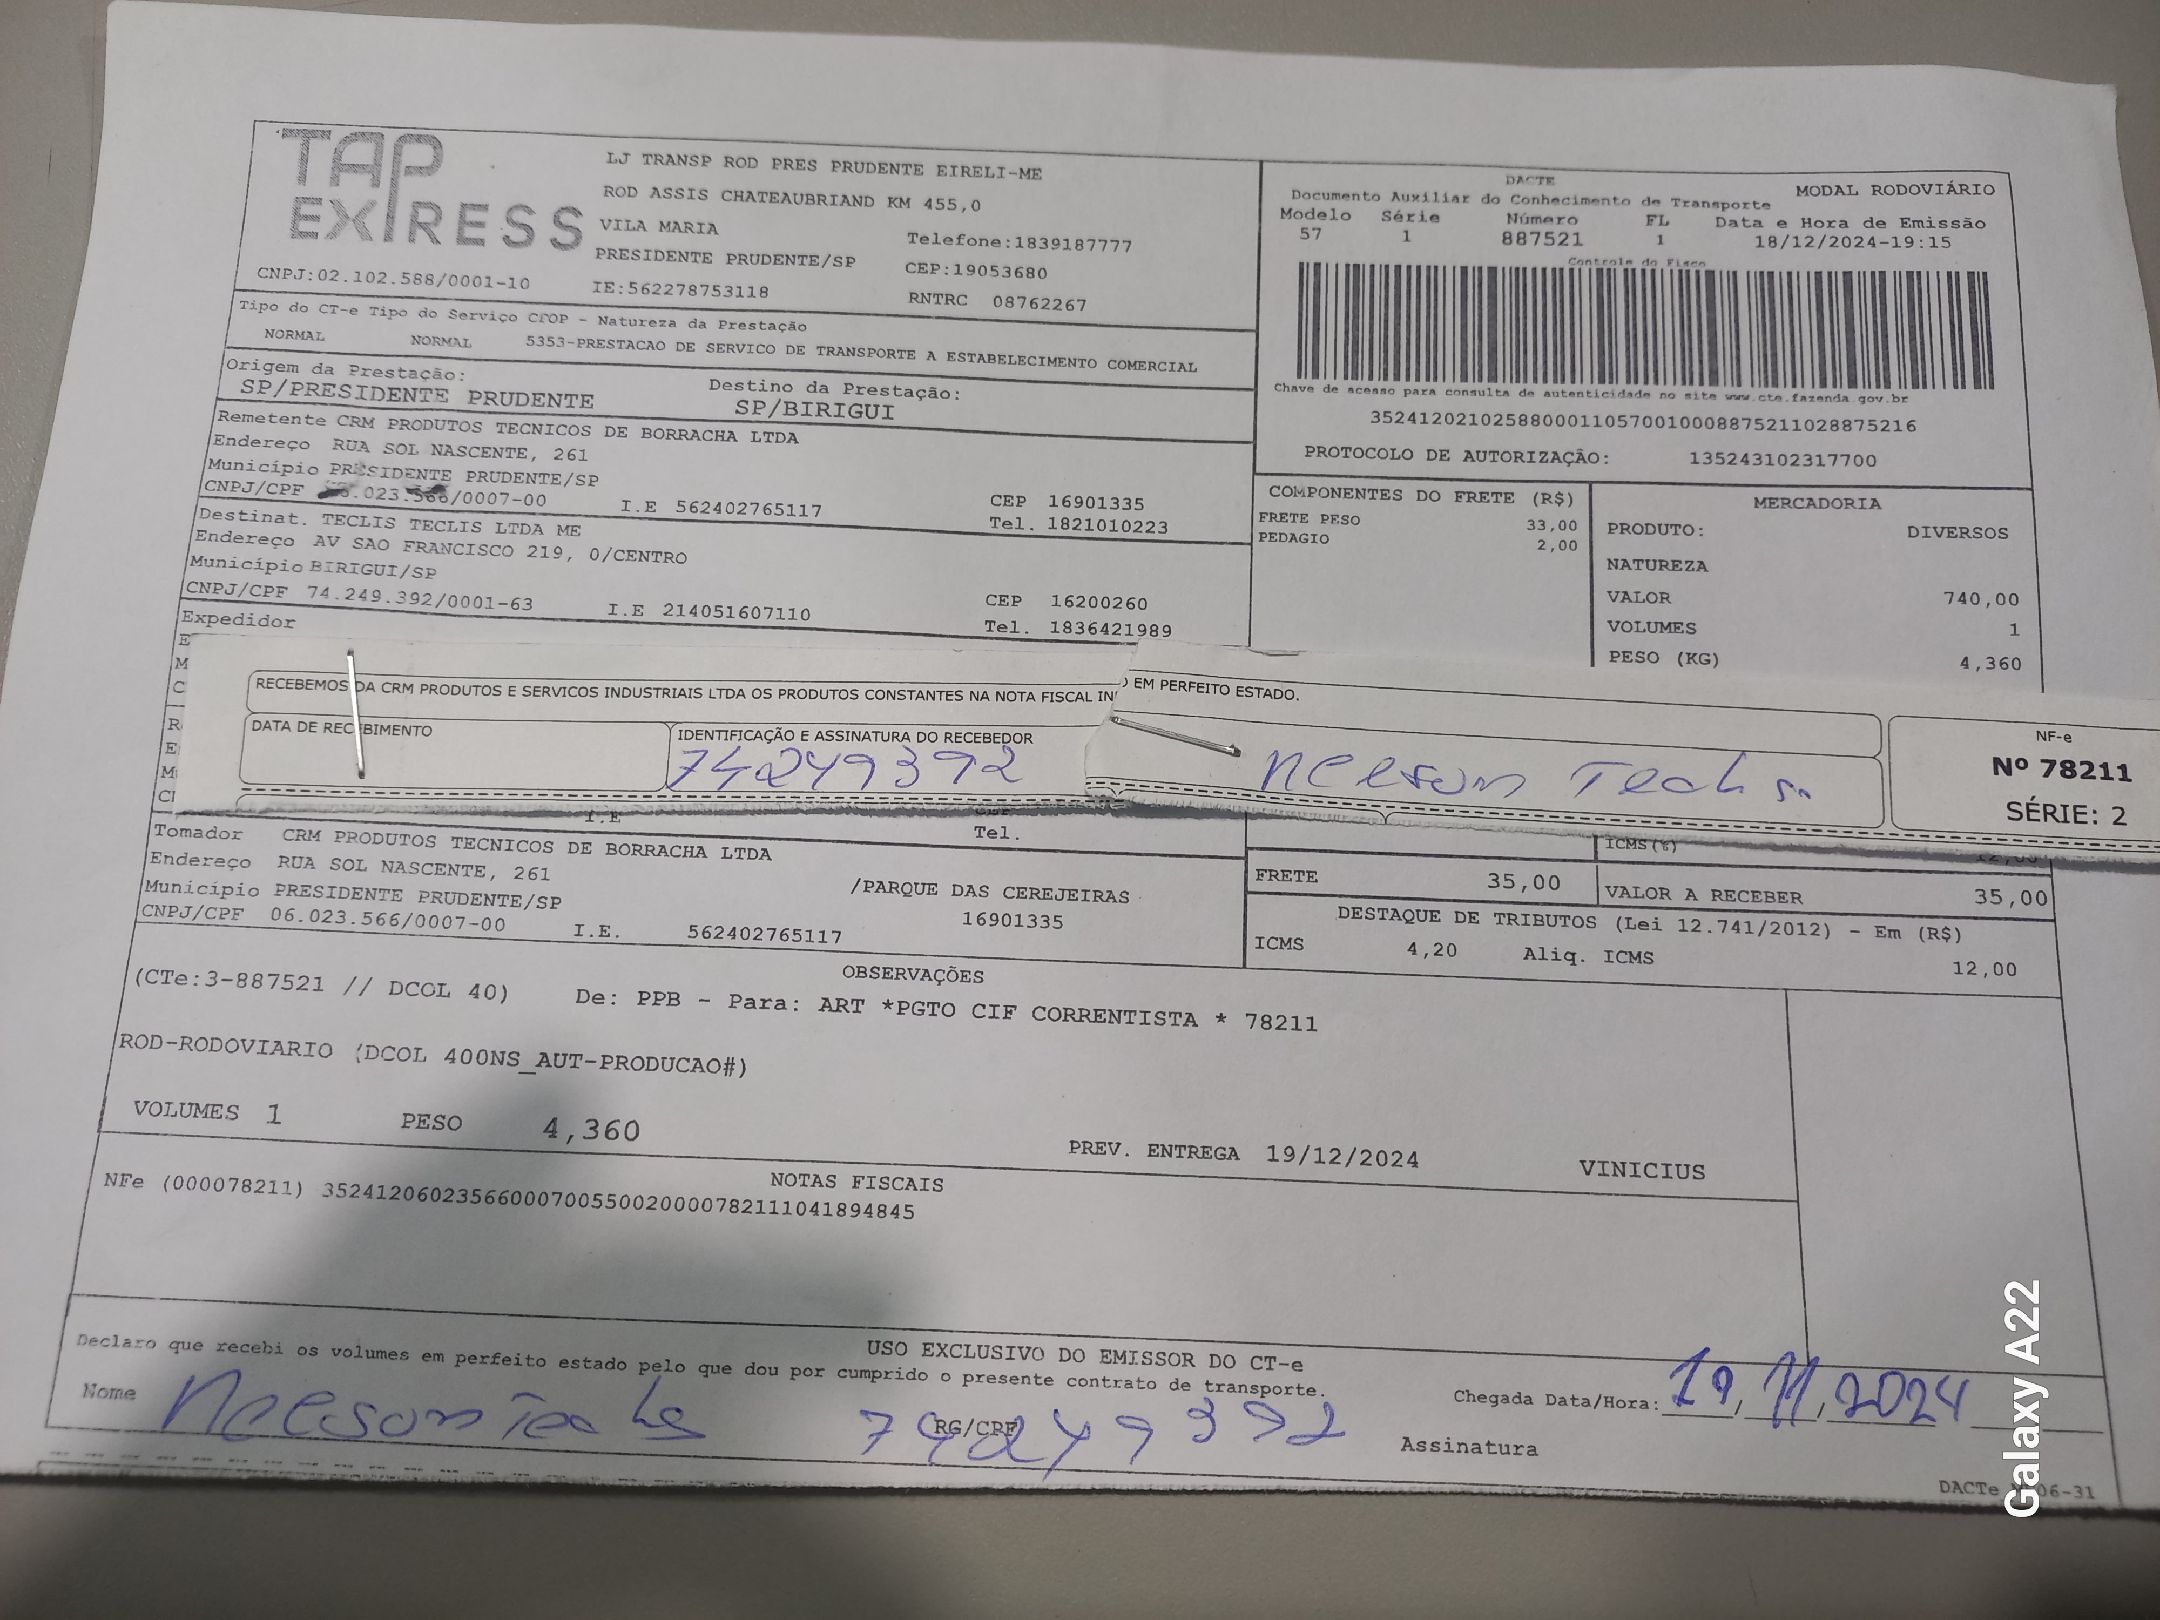 TAP EXPRESS
LJ TRANSP ROD PRES PRUDENTE EIRELI-ME
ROD ASSIS CHATEAUBRIAND KM 455,0
VILA MARIA
Telefone:1839187777
PRESIDENTE PRUDENTE/SP
CEP:19053680
CNPJ:02.102.588/0001-10
IE:562278753118
RNTRC 08762267
DACTE
MODAL RODOVIÁRIO
Documento Auxiliar do Conhecimento de Transporte
Modelo Série Número FL Data e Hora de Emissão
57 1 887521 1 18/12/2024-19:15
Controle do Fisco
Chave de acesso para consulta de autenticidade no site www.cte.fazenda.gov.br
35241202102588000110570010008875211028875216
PROTOCOLO DE AUTORIZAÇÃO: 135243102317700
Tipo do CT-e Tipo do Serviço CFOP - Natureza da Prestação
NORMAL NORMAL 5353-PRESTACAO DE SERVICO DE TRANSPORTE A ESTABELECIMENTO COMERCIAL
Origem da Prestação: Destino da Prestação:
SP/PRESIDENTE PRUDENTE SP/BIRIGUI
Remetente CRM PRODUTOS TECNICOS DE BORRACHA LTDA
Endereço RUA SOL NASCENTE, 261
Município PRESIDENTE PRUDENTE/SP
CEP 16901335
CNPJ/CPF .023.566/0007-00 I.E 562402765117 Tel. 1821010223
Destinat. TECLIS TECLIS LTDA ME
Endereço AV SAO FRANCISCO 219, 0/CENTRO
Município BIRIGUI/SP
CEP 16200260
CNPJ/CPF 74.249.392/0001-63 I.E 214051607110 Tel. 1836421989
Expedidor
COMPONENTES DO FRETE (R$)
FRETE PESO 33,00
PEDAGIO 2,00
MERCADORIA
PRODUTO: DIVERSOS
NATUREZA
VALOR 740,00
VOLUMES 1
PESO (KG) 4,360
RECEBEMOS DA CRM PRODUTOS E SERVICOS INDUSTRIAIS LTDA OS PRODUTOS CONSTANTES NA NOTA FISCAL IN
O EM PERFEITO ESTADO.
DATA DE RECEBIMENTO
IDENTIFICAÇÃO E ASSINATURA DO RECEBEDOR
74249392
NF-e
Nº 78211
SÉRIE: 2
I.E
Tel.
ICMS(%) 12,00
Tomador CRM PRODUTOS TECNICOS DE BORRACHA LTDA
Endereço RUA SOL NASCENTE, 261 /PARQUE DAS CEREJEIRAS
Município PRESIDENTE PRUDENTE/SP 16901335
CNPJ/CPF 06.023.566/0007-00 I.E. 562402765117
FRETE 35,00 VALOR A RECEBER 35,00
DESTAQUE DE TRIBUTOS (Lei 12.741/2012) - Em (R$)
ICMS 4,20 Aliq. ICMS 12,00
OBSERVAÇÕES
(CTe:3-887521 // DCOL 40) De: PPB - Para: ART *PGTO CIF CORRENTISTA * 78211
ROD-RODOVIARIO (DCOL 400NS_AUT-PRODUCAO#)
VOLUMES 1 PESO 4,360 PREV. ENTREGA 19/12/2024 VINICIUS
NOTAS FISCAIS
NFe (000078211) 35241206023566000700550020000782111041894845
USO EXCLUSIVO DO EMISSOR DO CT-e
Declaro que recebi os volumes em perfeito estado pelo que dou por cumprido o presente contrato de transporte.
Nome
RG/CPF 74249392
Chegada Data/Hora: 19, 11, 2024
Assinatura
DACTe 06-31
Galaxy A22